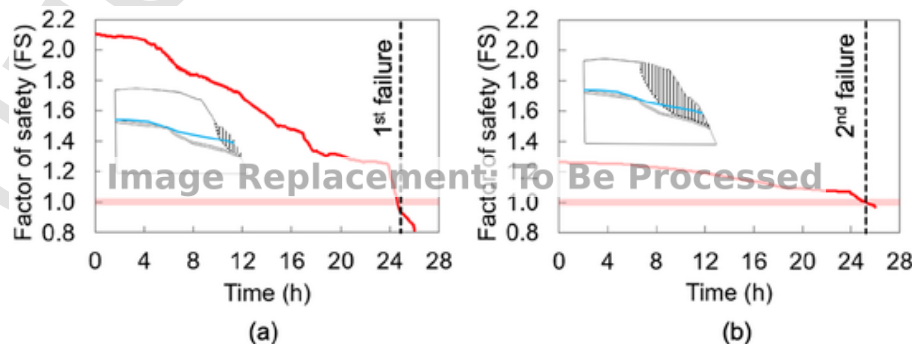 (a)
2.2
2.0
1.8
1.6
1.4
1.2
1.0
0.8
Factor of safety (FS)
1st failure
0 4 8 12 16 20 24 28
Time (h)
(a)
(b)
2.2
2.0
1.8
1.6
1.4
1.2
1.0
0.8
Factor of safety (FS)
2nd failure
0 4 8 12 16 20 24 28
Time (h)
(b)
Image Replacement To Be Processed